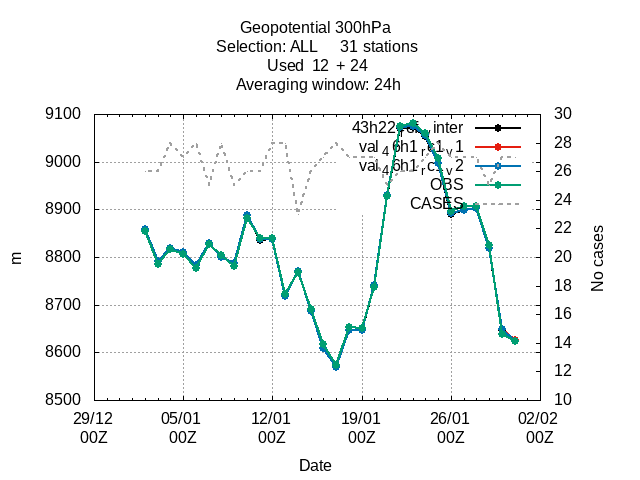 Geopotential 300hPa
Selection: ALL 31 stations
Used 12 + 24
Averaging window: 24h
9100
9000
8900
8800
8700
8600
8500
m
30
28
26
24
22
20
18
16
14
12
10
No cases
inter
OBS
CASES
29/12 05/01 12/01 19/01 26/01 02/02
00Z 00Z 00Z 00Z 00Z 00Z
Date